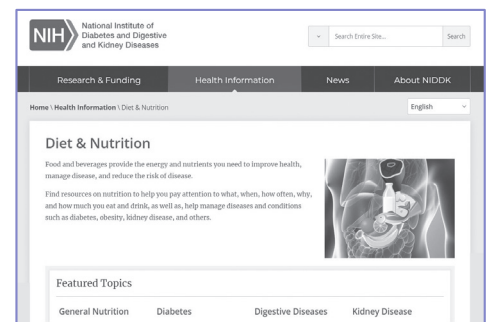 NIH
National Institute of
Diabetes and Digestive
and Kidney Diseases
Search Entire Site...
Search
Research & Funding
Health Information
News
About NIDDK
Home \ Health Information \ Diet & Nutrition
English
Diet & Nutrition
Food and beverages provide the energy and nutrients you need to improve health,
manage disease, and reduce the risk of disease.
Find resources on nutrition to help you pay attention to what, when, how often, why,
and how much you eat and drink, as well as, help manage diseases and conditions
such as diabetes, obesity, kidney disease, and others.
Featured Topics
General Nutrition
Diabetes
Digestive Diseases
Kidney Disease